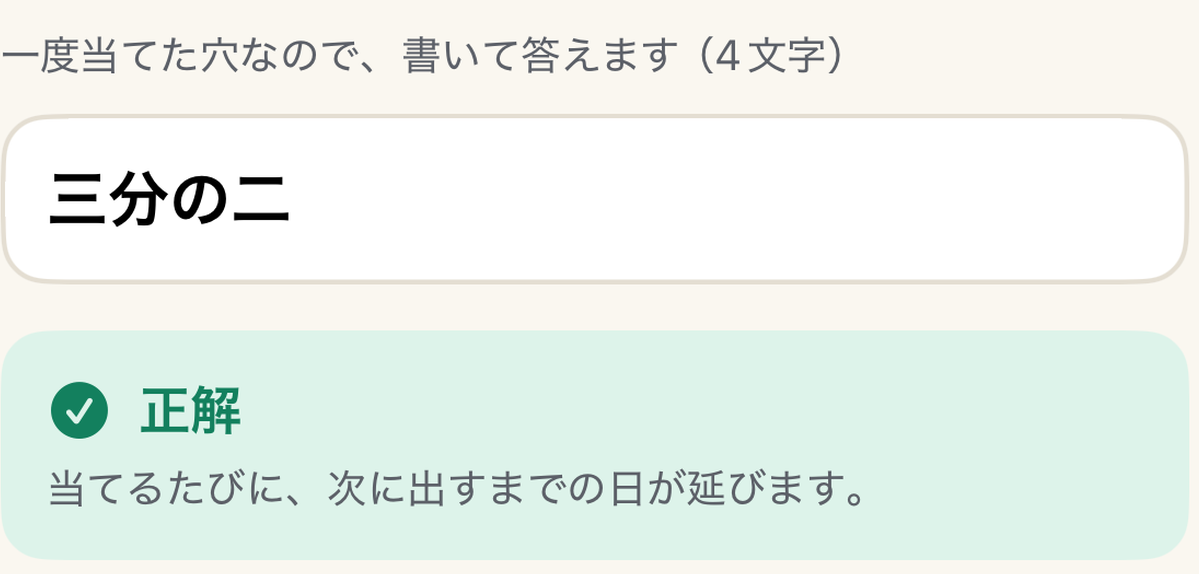 一度当てた穴なので、書いて答えます（4文字）
三分の二
正解
当てるたびに、次に出すまでの日が延びます。